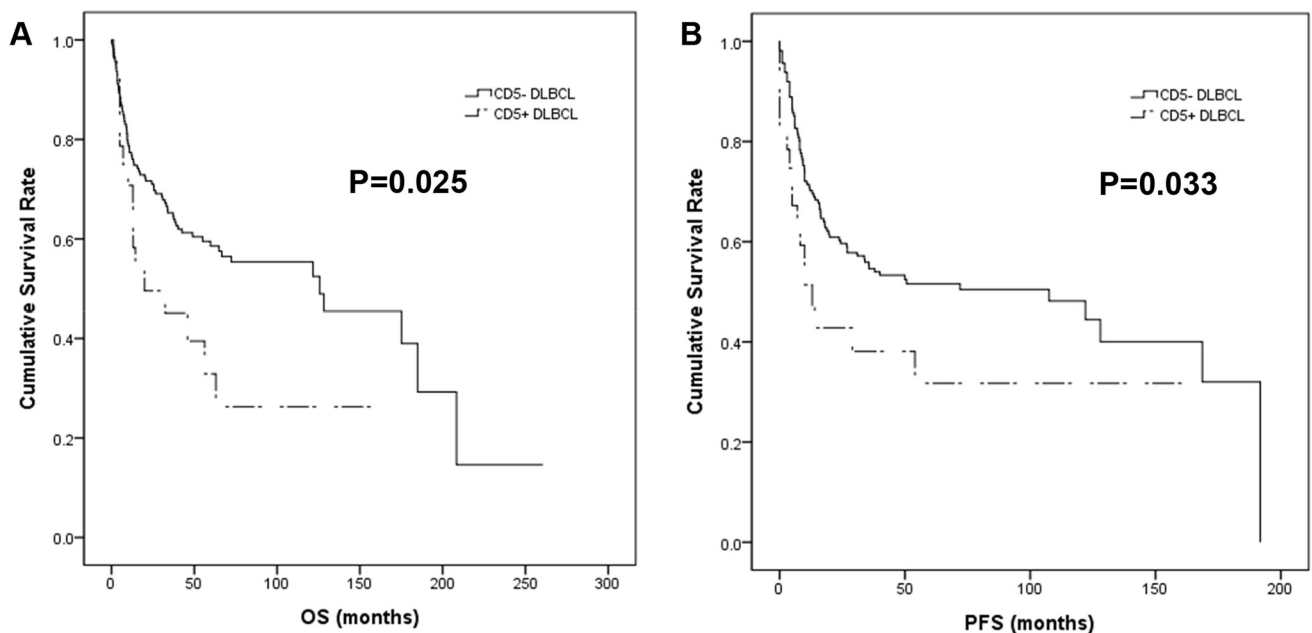 A
Cumulative Survival Rate
1.0
0.8
0.6
0.4
0.2
0.0
CD5- DLBCL
CD5+ DLBCL
P=0.025
0 50 100 150 200 250 300
OS (months)
B
Cumulative Survival Rate
1.0
0.8
0.6
0.4
0.2
0.0
CD5- DLBCL
CD5+ DLBCL
P=0.033
0 50 100 150 200
PFS (months)